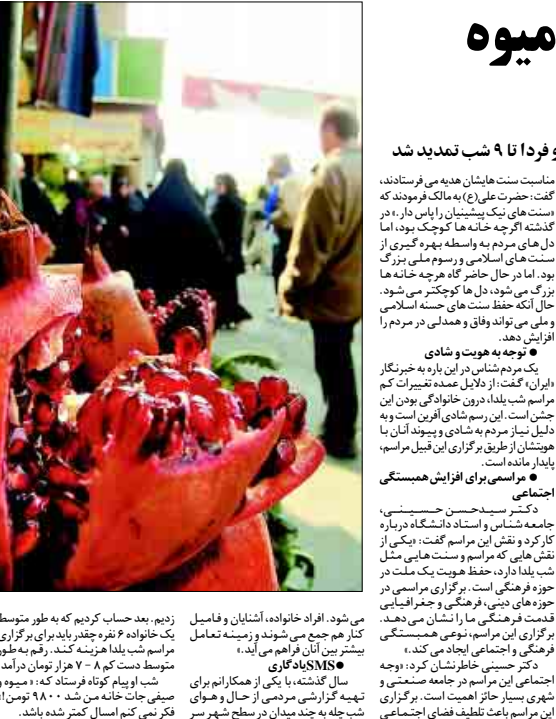 میوه
و فردا تا ۹ شب تمدید شد
مناسبت سنت هایشان هدیه می فرستادند،
گفت: حضرت علی(ع) به مالک فرمودند که
«سنت های نیک پیشینیان را پاس دار.» در
گذشته اگرچه خانه ها کوچک بود، اما
دل های مردم به واسطه بهره گیری از
سنت های اسلامی و رسوم ملی بزرگ
بود. اما در حال حاضر گاه هرچه خانه ها
بزرگ می شود، دل ها کوچکتر می شود.
حال آنکه حفظ سنت های حسنه اسلامی
و ملی می تواند وفاق و همدلی در مردم را
افزایش دهد.
● توجه به هویت و شادی
یک مردم شناس در این باره به خبرنگار
«ایران» گفت: از دلایل عمده تغییرات کم
مراسم شب یلدا، درون خانوادگی بودن این
جشن است. این رسم شادی آفرین است و به
دلیل نیاز مردم به شادی و پیوند آنان با
هویتشان از طریق برگزاری این قبیل مراسم،
پایدار مانده است.
● مراسمی برای افزایش همبستگی
اجتماعی
دکتر سیدحسن حسینی،
جامعه شناس و استاد دانشگاه درباره
کارکرد و نقش این مراسم گفت: «یکی از
نقش هایی که مراسم و سنت هایی مثل
شب یلدا دارد، حفظ هویت یک ملت در
حوزه فرهنگی است. برگزاری مراسمی در
حوزه های دینی، فرهنگی و جغرافیایی
قدمت فرهنگی ما را نشان می دهد.
برگزاری این مراسم، نوعی همبستگی
فرهنگی و اجتماعی ایجاد می کند.»
دکتر حسینی خاطرنشان کرد: «وجه
اجتماعی این مراسم در جامعه صنعتی و
شهری بسیار حائز اهمیت است. برگزاری
این مراسم باعث تلطیف فضای اجتماعی
می شود. افراد خانواده، آشنایان و فامیل
کنار هم جمع می شوند و زمینه تعامل
بیشتر بین آنان فراهم می آید.»
●SMSیادگاری
سال گذشته، با یکی از همکارانم برای
تهیه گزارشی مردمی از حال و هوای
شب چله به چند میدان در سطح شهر سر
زدیم. بعد حساب کردیم که به طور متوسط
یک خانواده ۶ نفره چقدر باید برای برگزاری
مراسم شب یلدا هزینه کند. رقم به طور
متوسط دست کم ۸ - ۷ هزار تومان درآمد
شب او پیام کوتاه فرستاد که: «میوه و
صیفی جات خانه من شد ۹۸۰۰ تومن!
فکر نمی کنم امسال کمتر شده باشد.